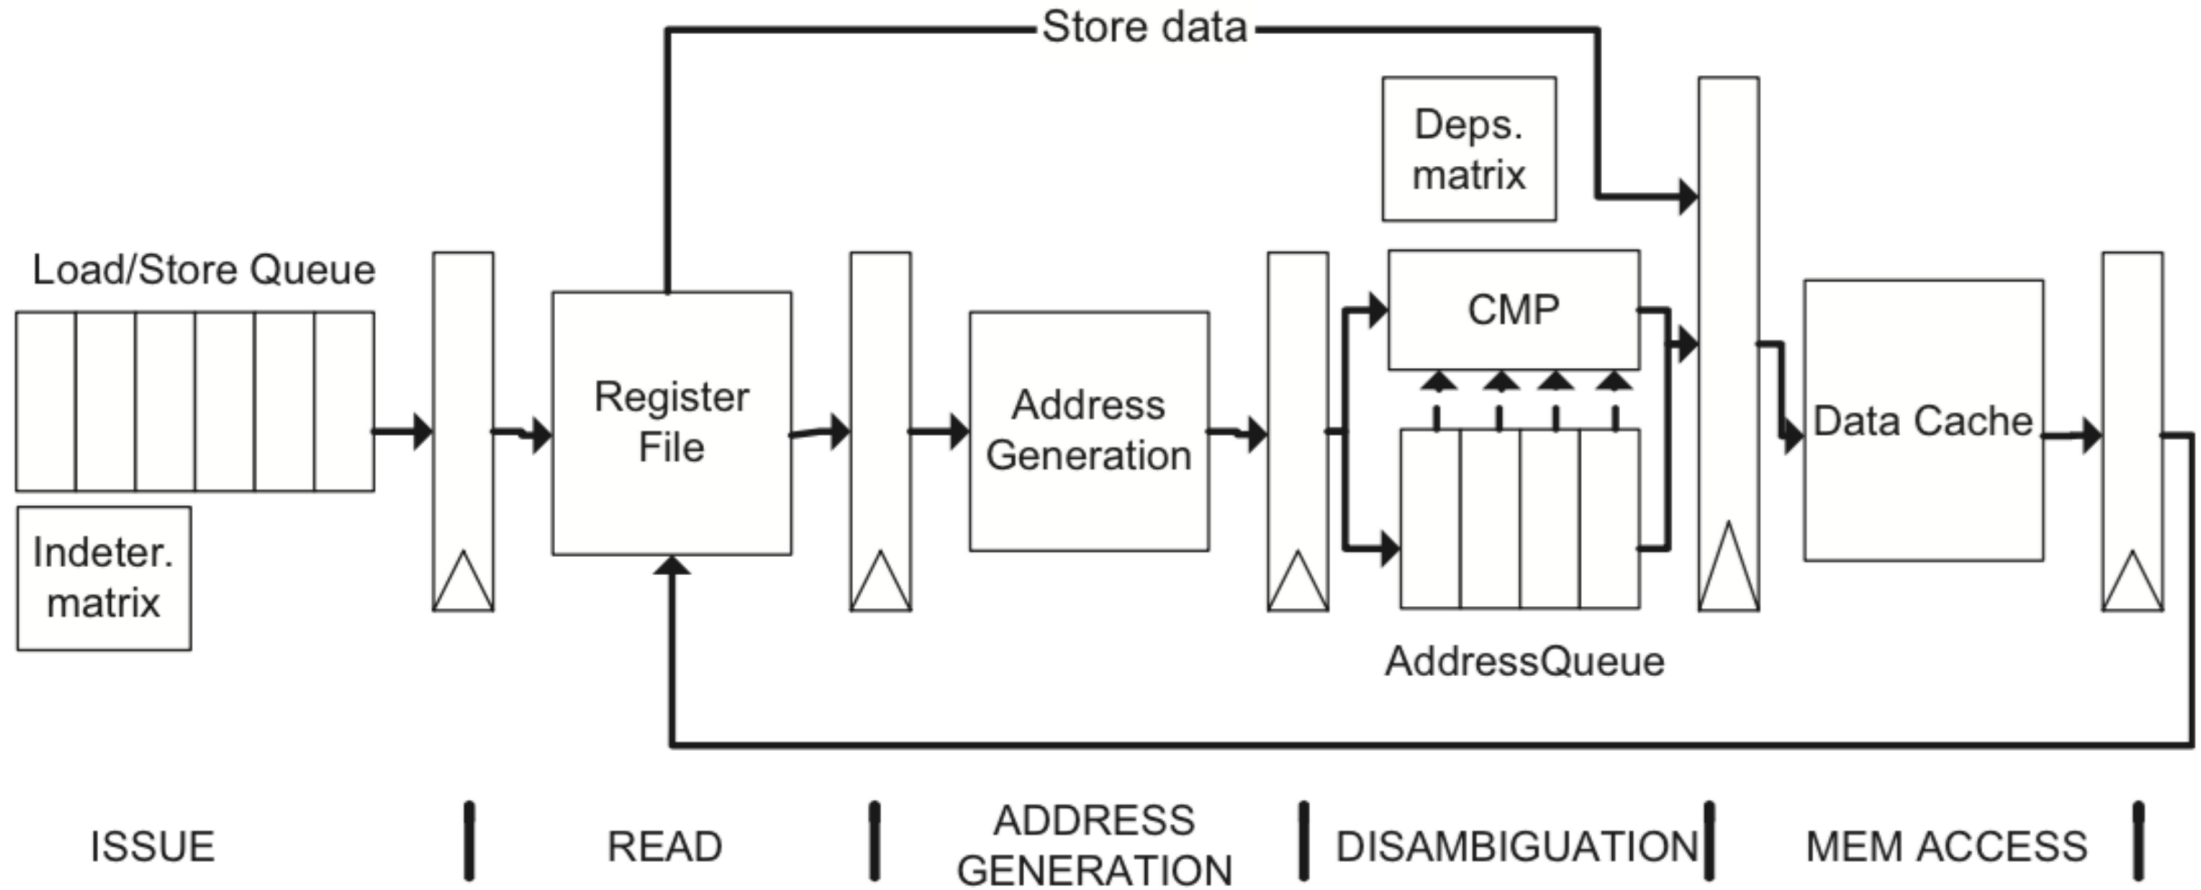 Store data
Deps.
matrix
Load/Store Queue
Indeter.
matrix
Register
File
Address
Generation
CMP
AddressQueue
Data Cache
ISSUE
READ
ADDRESS
GENERATION
DISAMBIGUATION
MEM ACCESS